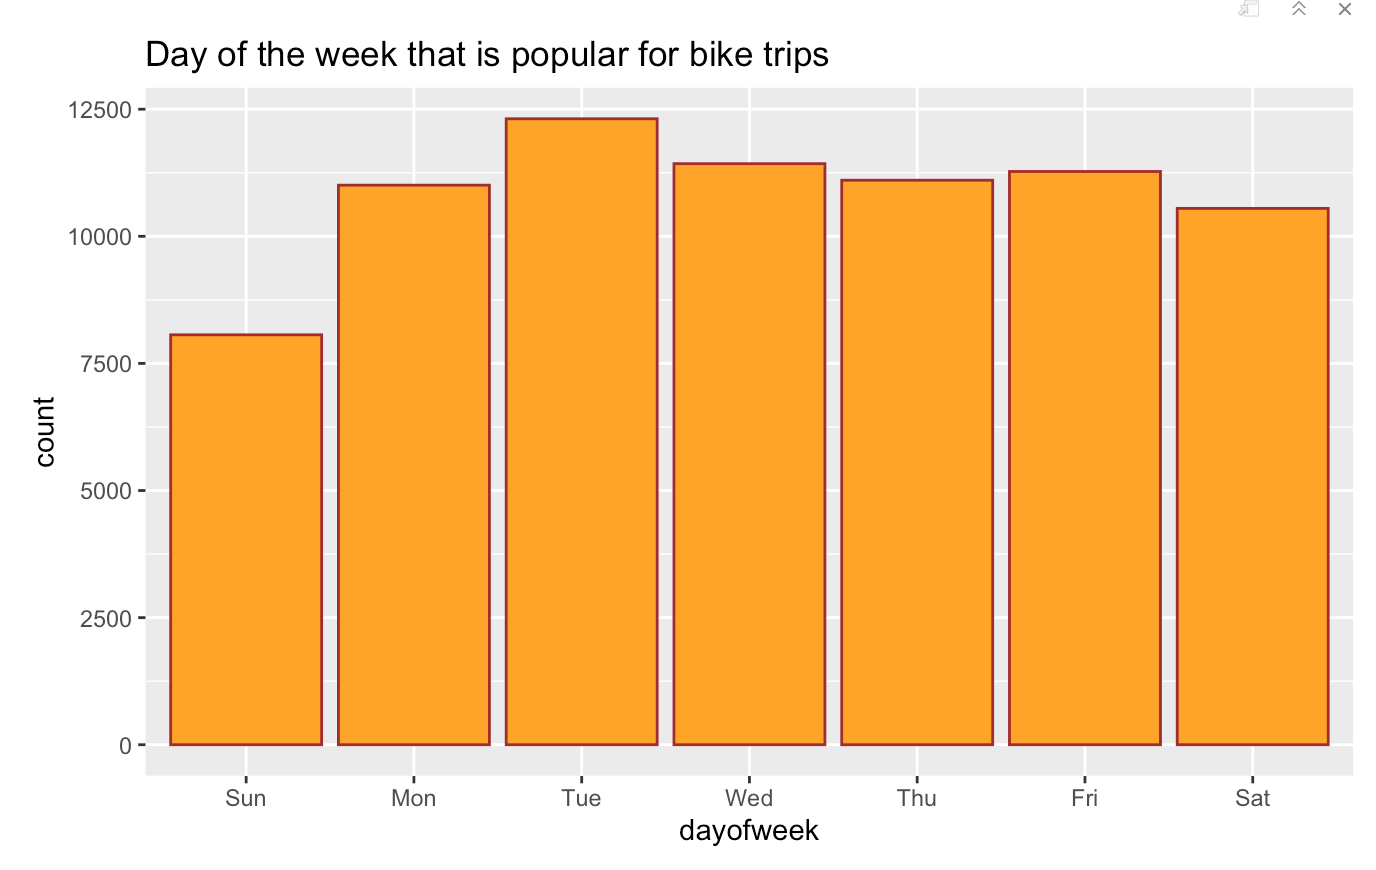 Day of the week that is popular for bike trips
12500
10000
7500
5000
2500
0
count
Sun Mon Tue Wed Thu Fri Sat
dayofweek